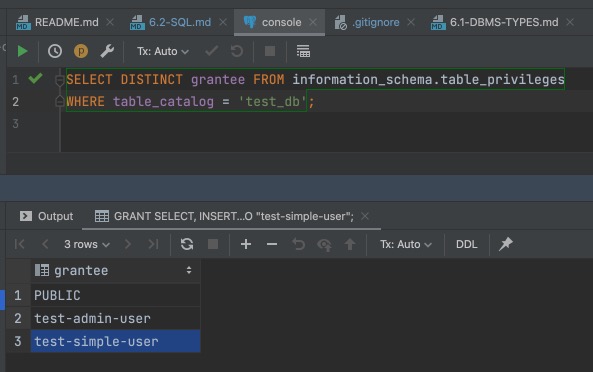 README.md 6.2-SQL.md console .gitignore 6.1-DBMS-TYPES.md
Tx: Auto
1 SELECT DISTINCT grantee FROM information_schema.table_privileges
2 WHERE table_catalog = 'test_db';
3
Output GRANT SELECT, INSERT...O "test-simple-user";
3 rows Tx: Auto DDL
grantee
1 PUBLIC
2 test-admin-user
3 test-simple-user